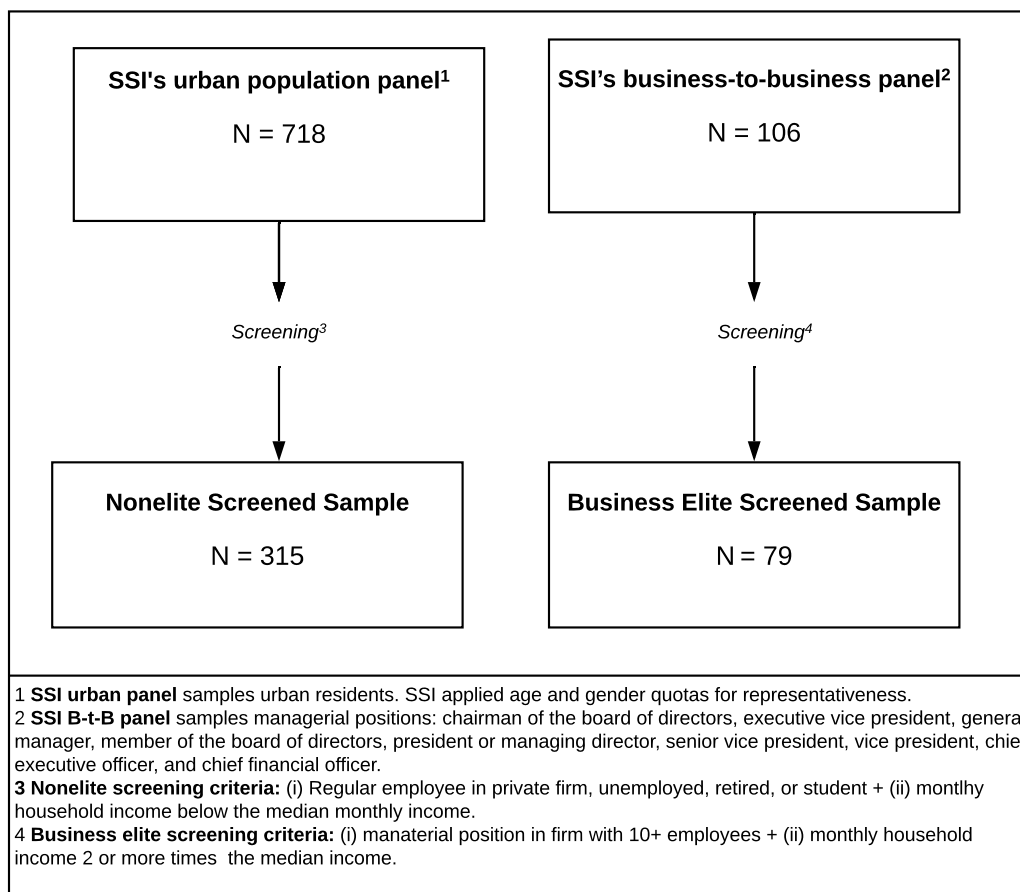 SSI's urban population panel1
N = 718
SSI’s business-to-business panel2
N = 106
Screening3
Screening4
Nonelite Screened Sample
N = 315
Business Elite Screened Sample
N = 79
1 SSI urban panel samples urban residents. SSI applied age and gender quotas for representativeness.
2 SSI B-t-B panel samples managerial positions: chairman of the board of directors, executive vice president, genera
manager, member of the board of directors, president or managing director, senior vice president, vice president, chie
executive officer, and chief financial officer.
3 Nonelite screening criteria: (i) Regular employee in private firm, unemployed, retired, or student + (ii) montlhy
household income below the median monthly income.
4 Business elite screening criteria: (i) manaterial position in firm with 10+ employees + (ii) monthly household
income 2 or more times  the median income.